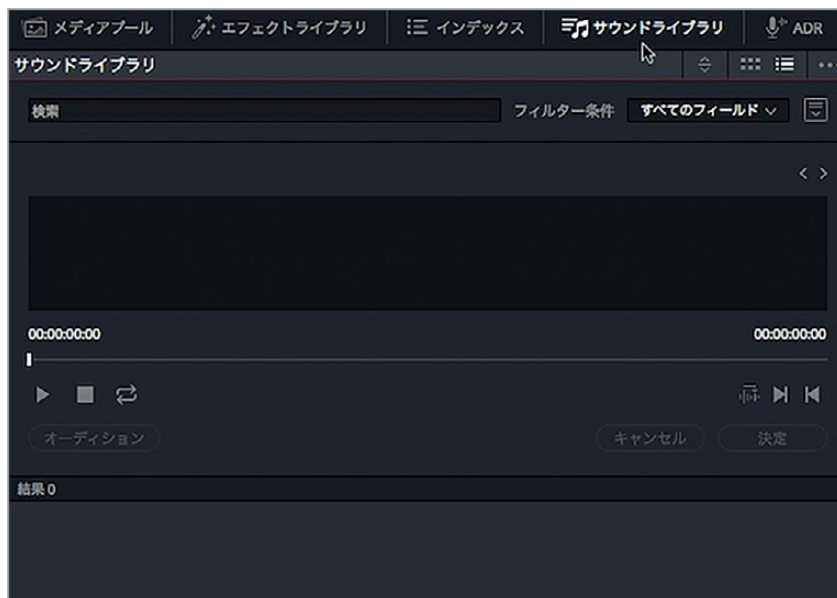 メディアプール エフェクトライブラリ インデックス サウンドライブラリ ADR
サウンドライブラリ
検索 フィルター条件 すべてのフィールド
00:00:00:00 00:00:00:00
オーディション キャンセル 決定
結果 0